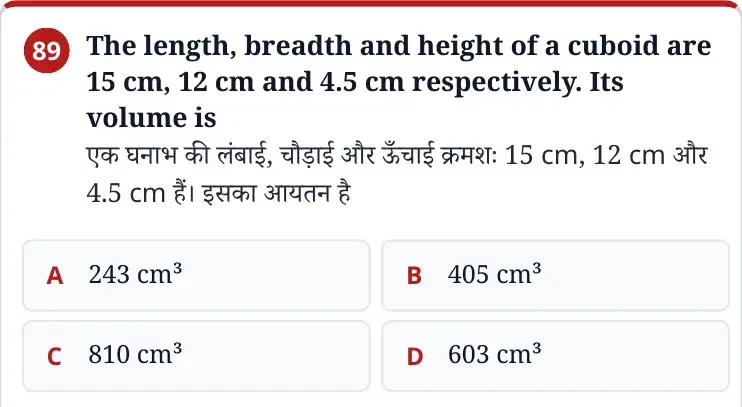 89 The length, breadth and height of a cuboid are
15 cm, 12 cm and 4.5 cm respectively. Its
volume is
एक घनाभ की लंबाई, चौड़ाई और ऊँचाई क्रमशः 15 cm, 12 cm और
4.5 cm हैं। इसका आयतन है
A 243 cm³ B 405 cm³
C 810 cm³ D 603 cm³